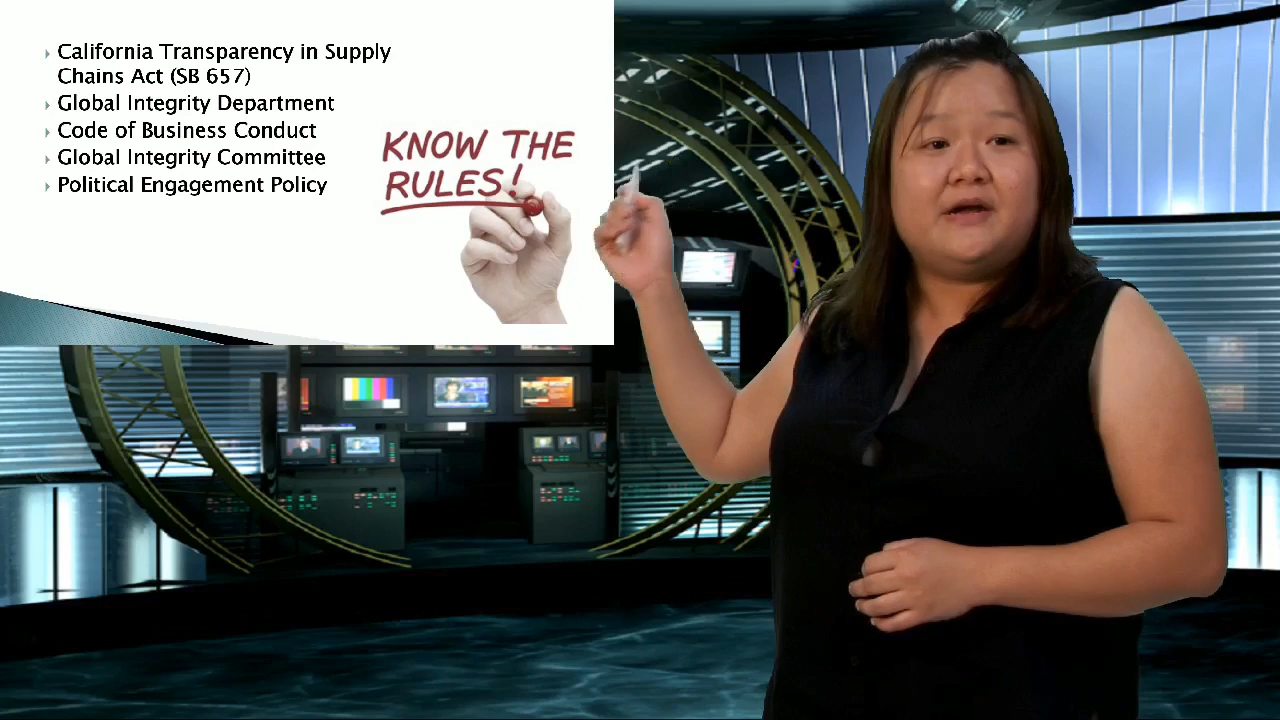 California Transparency in Supply
Chains Act (SB 657)
Global Integrity Department
Code of Business Conduct
Global Integrity Committee
Political Engagement Policy
KNOW THE
RULES!